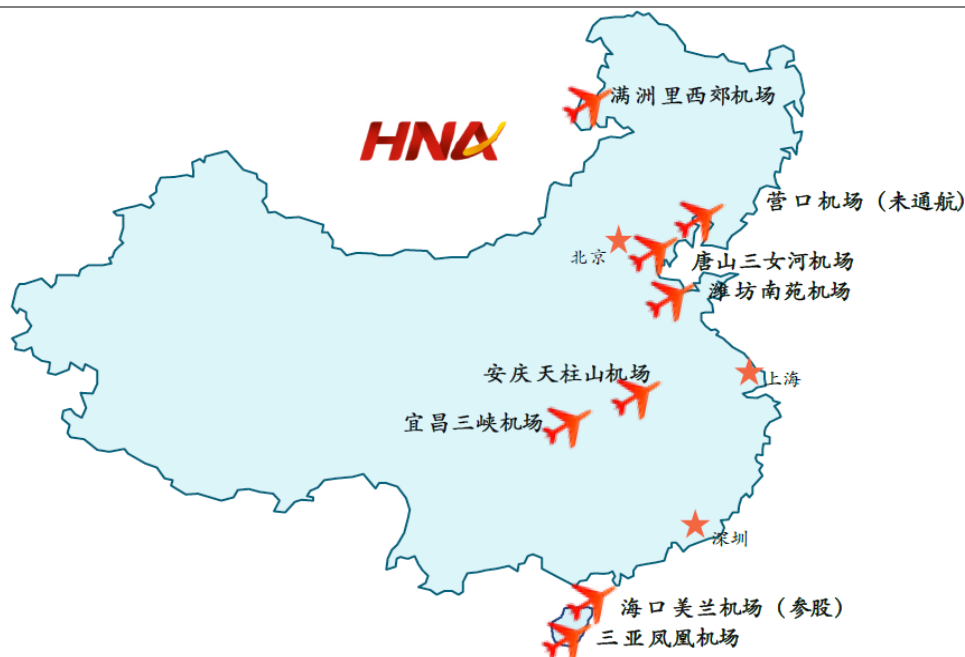 满洲里西郊机场
HNA
营口机场（未通航）
北京
唐山三女河机场
潍坊南苑机场
安庆天柱山机场
上海
宜昌三峡机场
深圳
海口美兰机场（参股）
三亚凤凰机场